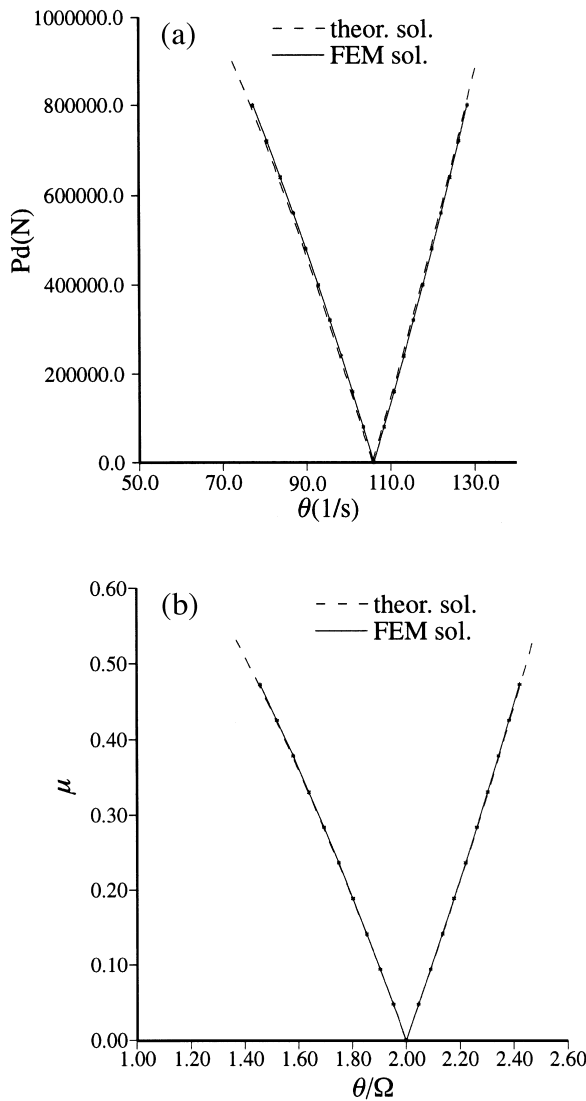 (a)
theor. sol.
FEM sol.
Pd(N)
1000000.0
800000.0
600000.0
400000.0
200000.0
0.0
50.0 70.0 90.0 110.0 130.0
θ(1/s)
(b)
theor. sol.
FEM sol.
μ
0.60
0.50
0.40
0.30
0.20
0.10
0.00
1.00 1.20 1.40 1.60 1.80 2.00 2.20 2.40 2.60
θ/Ω